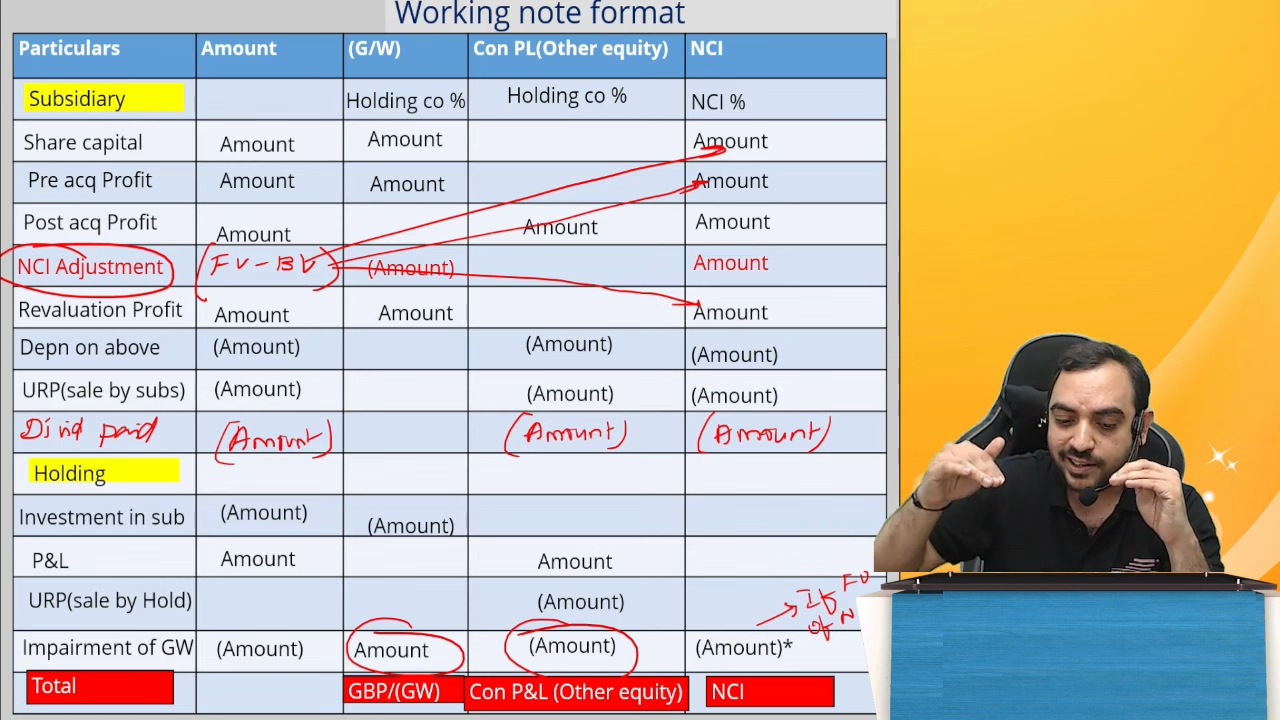 Working note format
Particulars Amount (G/W) Con PL(Other equity) NCI
Subsidiary Holding co % Holding co % NCI %
Share capital Amount Amount Amount
Pre acq Profit Amount Amount Amount
Post acq Profit Amount Amount Amount
NCI Adjustment (FV - BV) (Amount) Amount
Revaluation Profit Amount Amount Amount
Depn on above (Amount) (Amount) (Amount)
URP(sale by subs) (Amount) (Amount) (Amount)
Divid paid (Amount) (Amount) (Amount)
Holding
Investment in sub (Amount) (Amount)
P&L Amount Amount
URP(sale by Hold) (Amount) If FV
of N
Impairment of GW (Amount) Amount (Amount) (Amount)*
Total GBP/(GW) Con P&L (Other equity) NCI